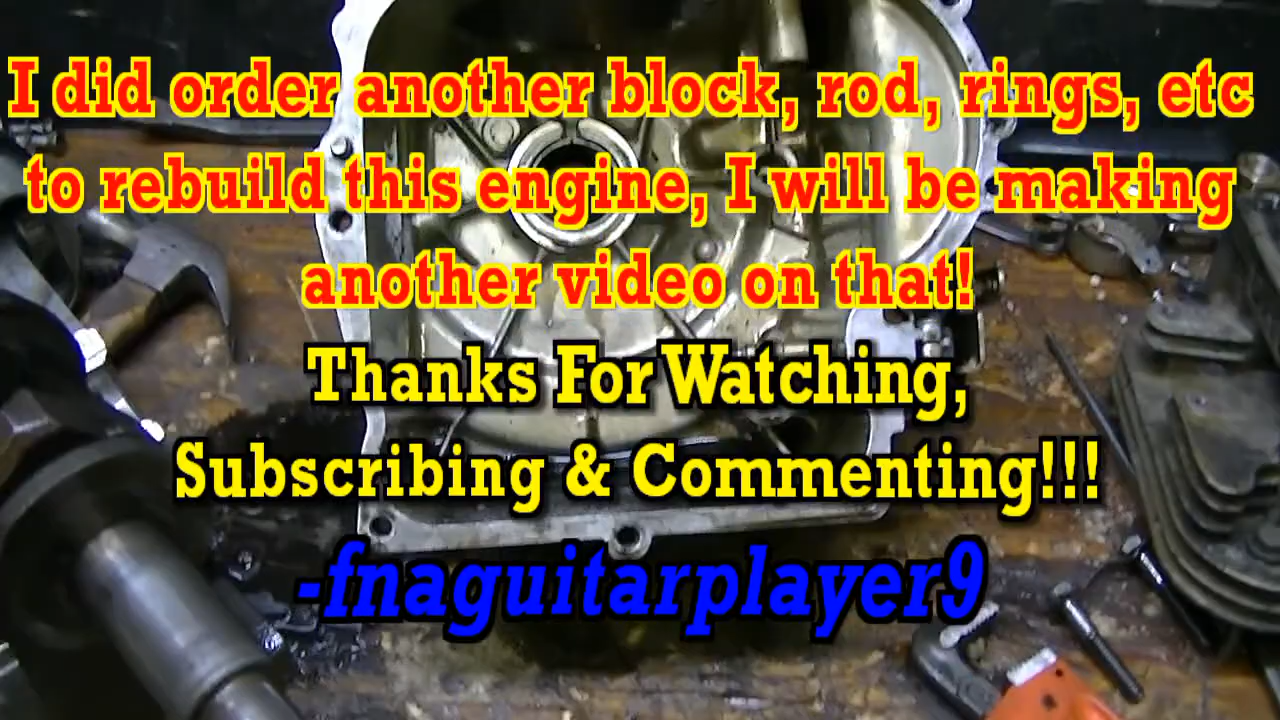 I did order another block, rod, rings, etc
to rebuild this engine, I will be making
another video on that!
Thanks For Watching,
Subscribing & Commenting!!!
-fnaguitarplayer9